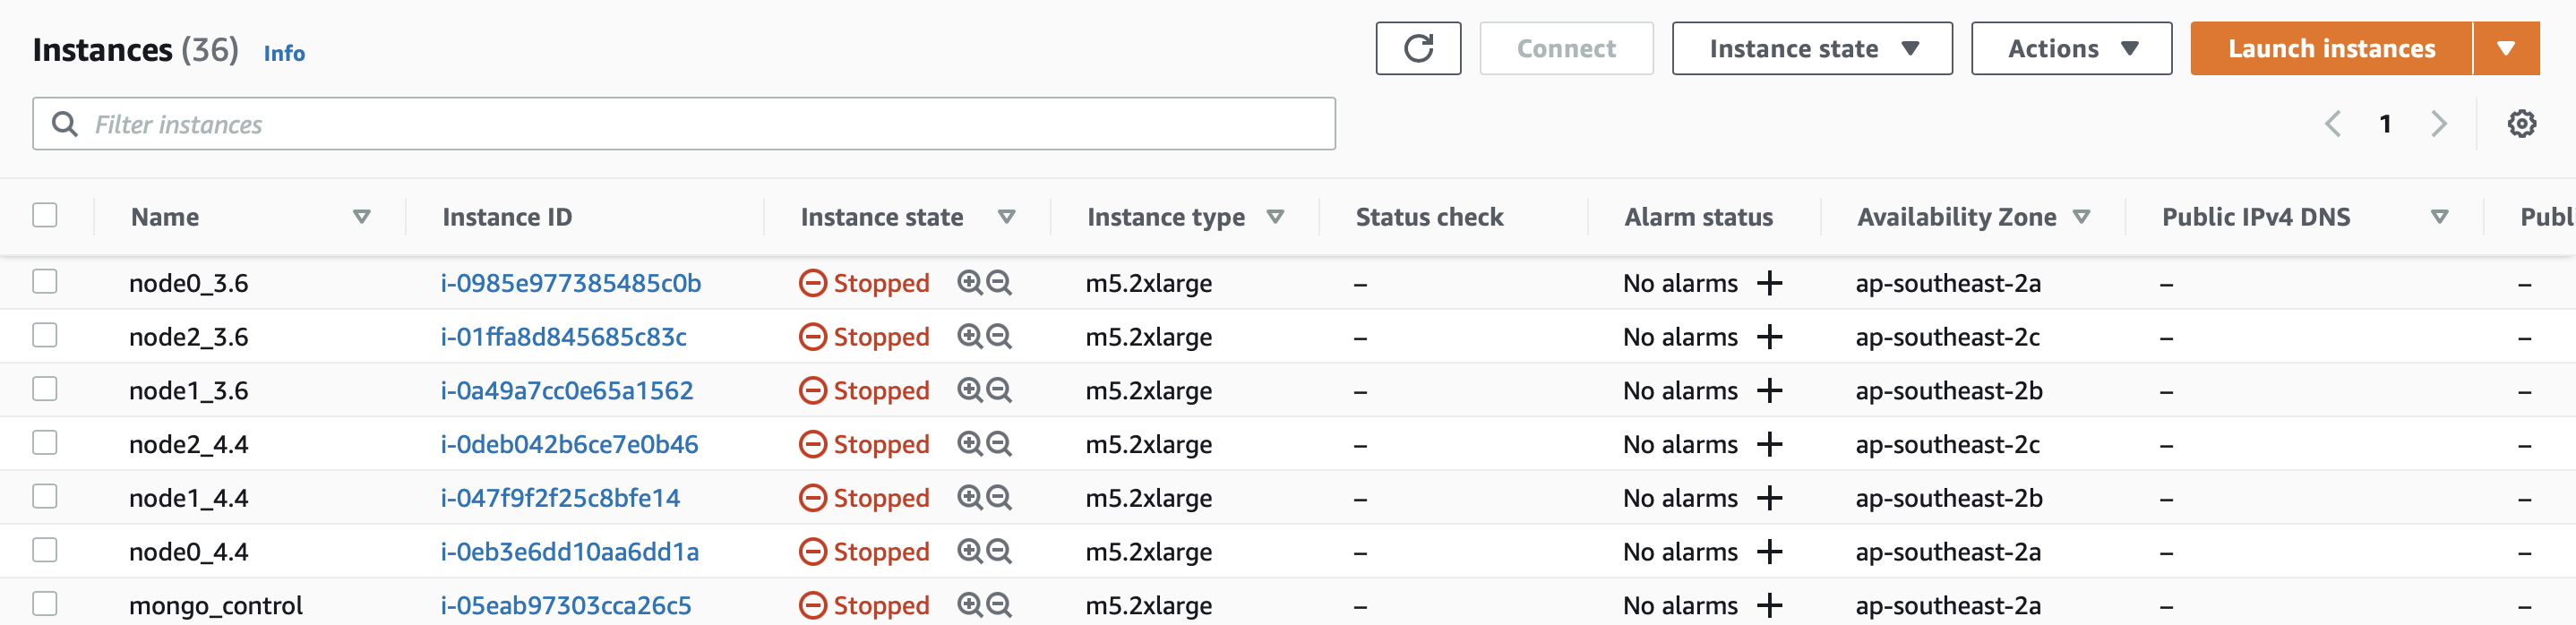 Instances (36) Info Connect Instance state Actions Launch instances
Filter instances 1
Name Instance ID Instance state Instance type Status check Alarm status Availability Zone Public IPv4 DNS Publ
node0_3.6 i-0985e977385485c0b Stopped m5.2xlarge – No alarms + ap-southeast-2a – –
node2_3.6 i-01ffa8d845685c83c Stopped m5.2xlarge – No alarms + ap-southeast-2c – –
node1_3.6 i-0a49a7cc0e65a1562 Stopped m5.2xlarge – No alarms + ap-southeast-2b – –
node2_4.4 i-0deb042b6ce7e0b46 Stopped m5.2xlarge – No alarms + ap-southeast-2c – –
node1_4.4 i-047f9f2f25c8bfe14 Stopped m5.2xlarge – No alarms + ap-southeast-2b – –
node0_4.4 i-0eb3e6dd10aa6dd1a Stopped m5.2xlarge – No alarms + ap-southeast-2a – –
mongo_control i-05eab97303cca26c5 Stopped m5.2xlarge – No alarms + ap-southeast-2a – –